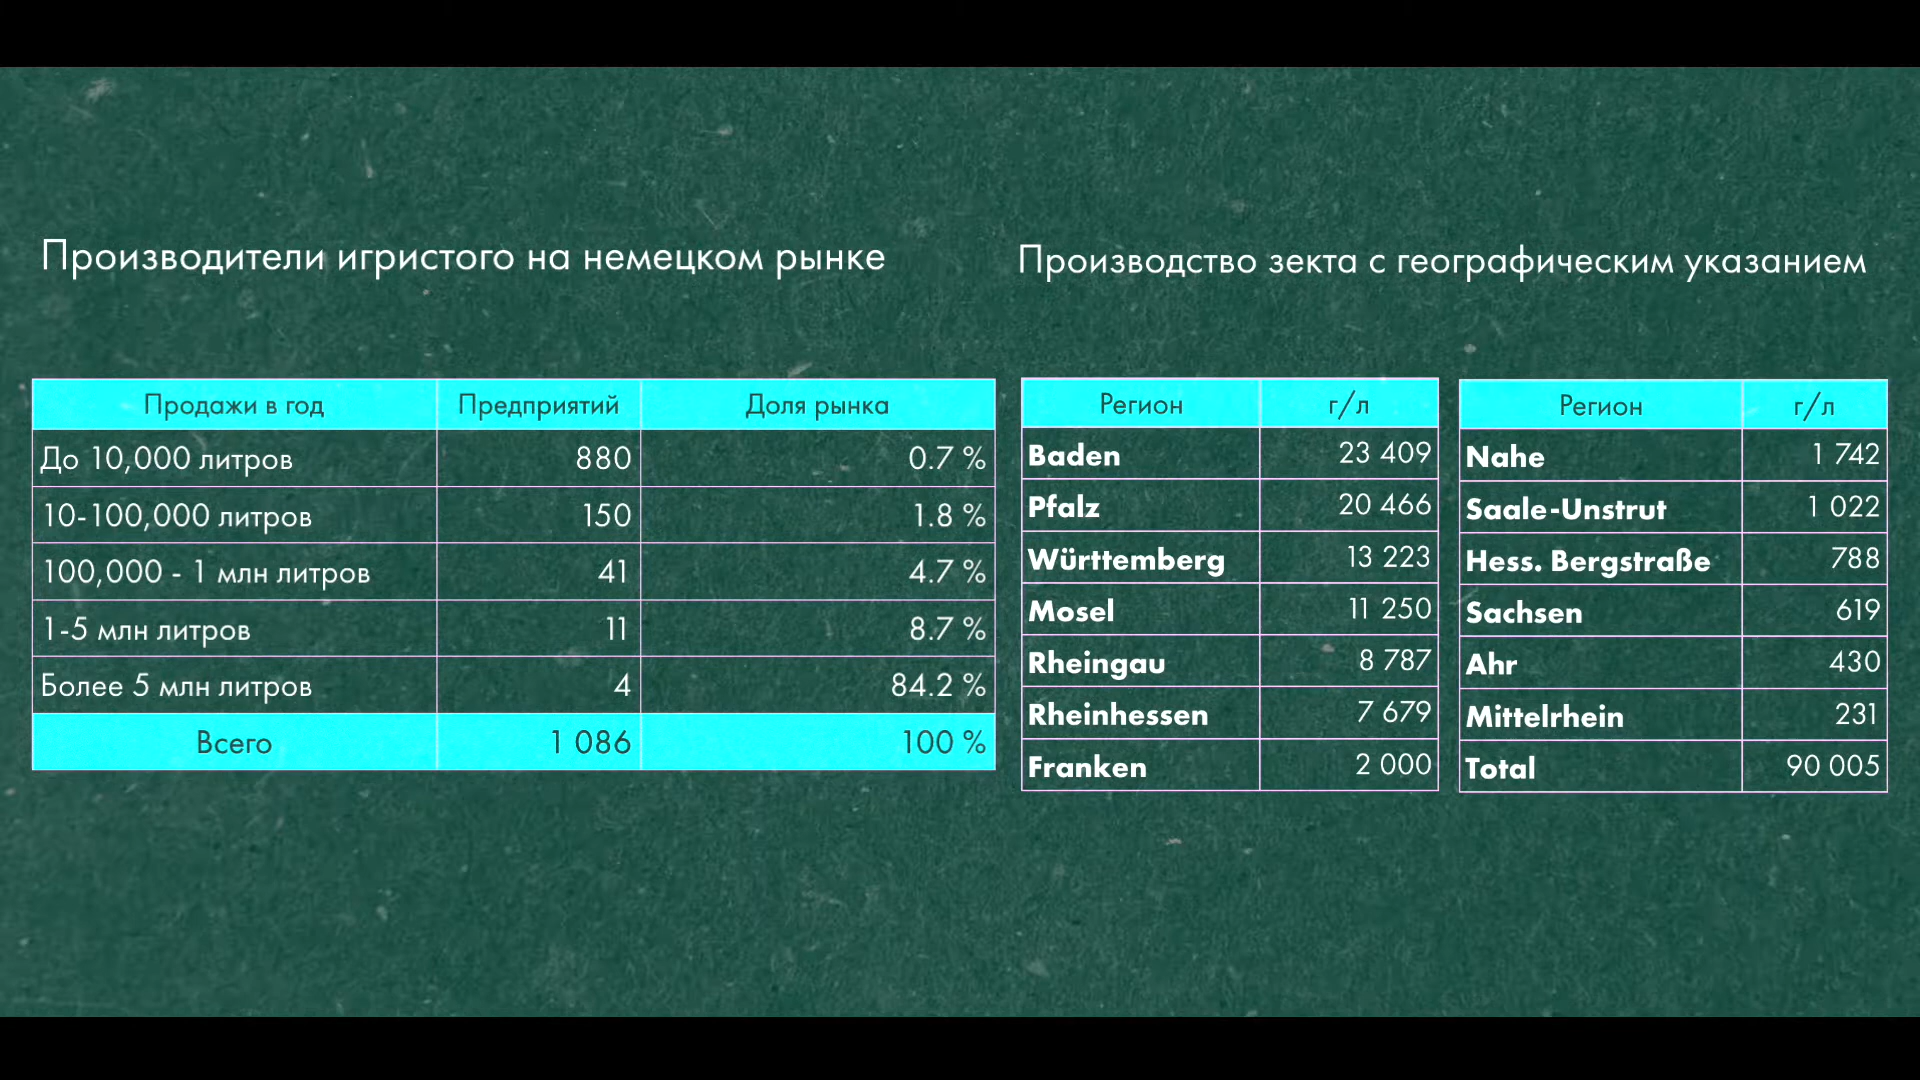 Производители игристого на немецком рынке
Продажи в год Предприятий Доля рынка
До 10,000 литров 880 0.7 %
10-100,000 литров 150 1.8 %
100,000 - 1 млн литров 41 4.7 %
1-5 млн литров 11 8.7 %
Более 5 млн литров 4 84.2 %
Всего 1 086 100 %
Производство зекта с географическим указанием
Регион г/л
Baden 23 409
Pfalz 20 466
Württemberg 13 223
Mosel 11 250
Rheingau 8 787
Rheinhessen 7 679
Franken 2 000
Регион г/л
Nahe 1 742
Saale-Unstrut 1 022
Hess. Bergstraße 788
Sachsen 619
Ahr 430
Mittelrhein 231
Total 90 005